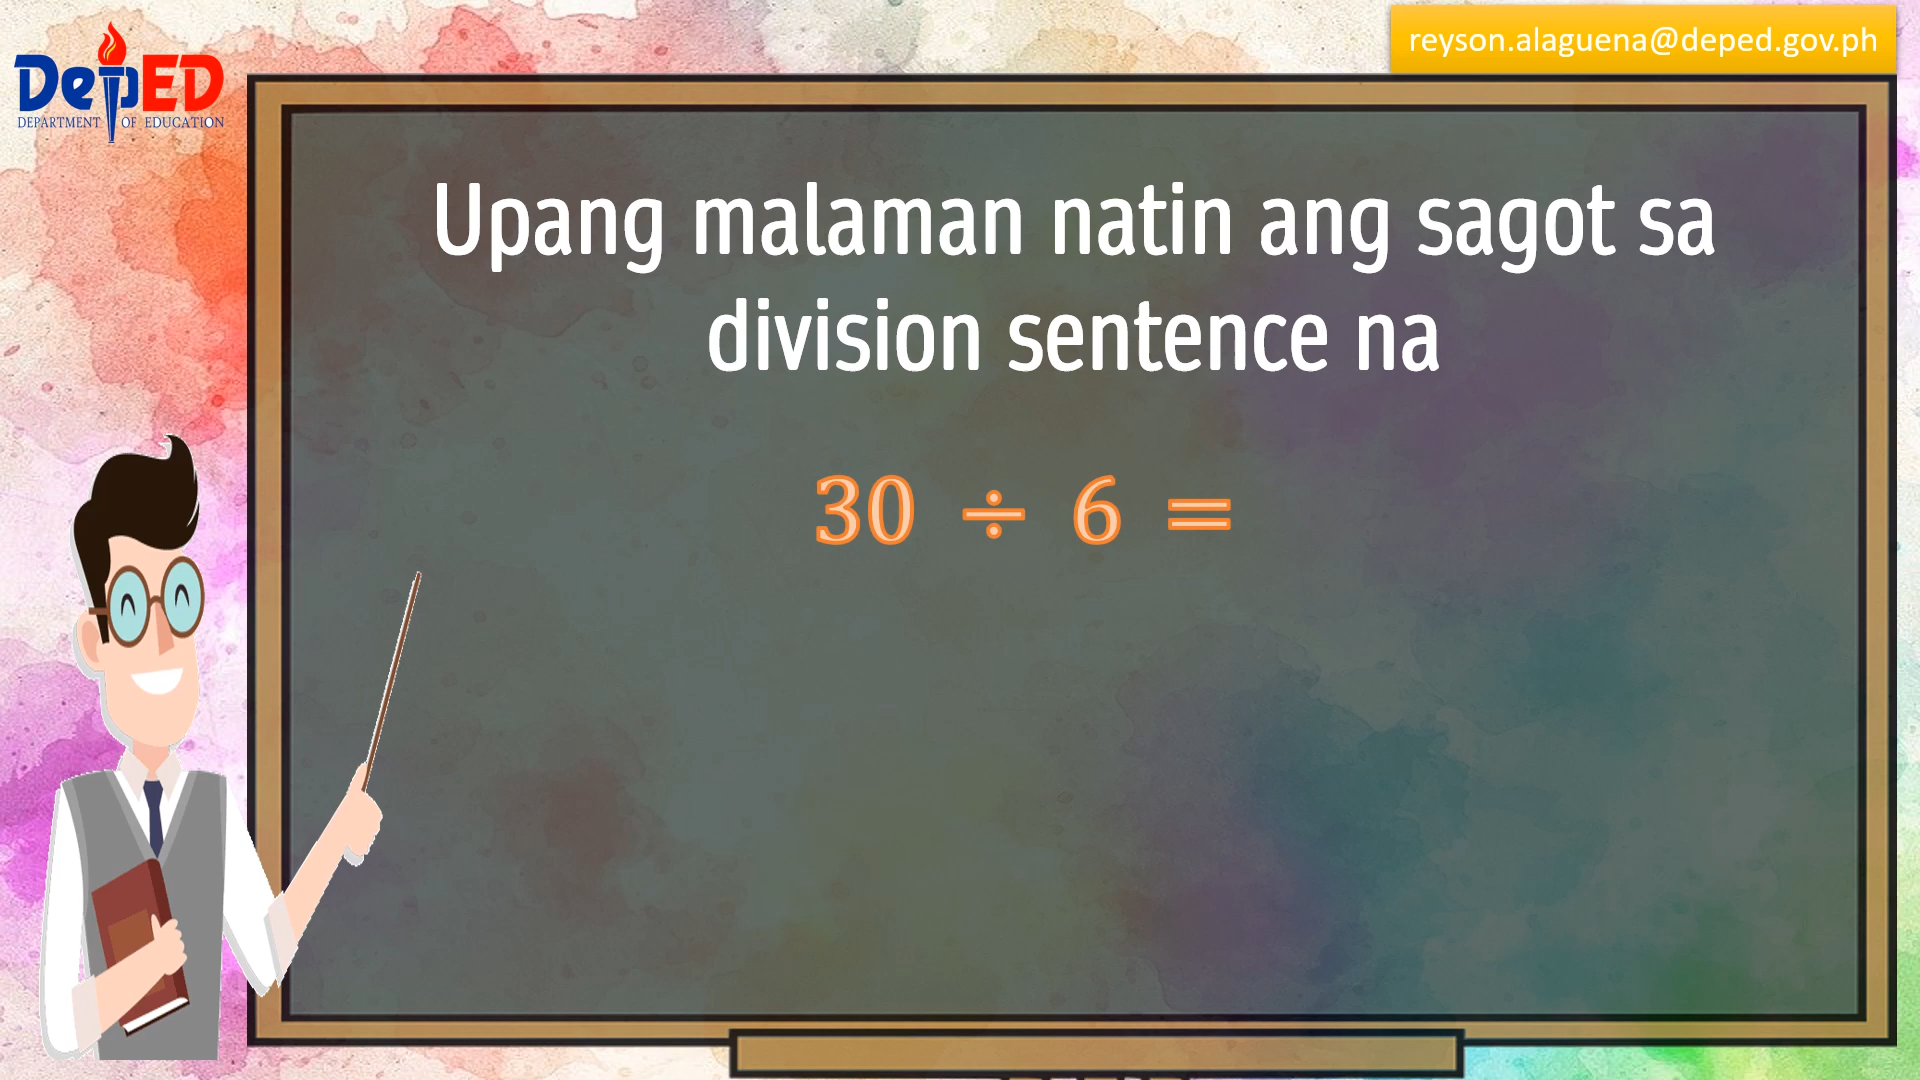 reyson.alaguena@deped.gov.ph
DepED
DEPARTMENT OF EDUCATION
Upang malaman natin ang sagot sa
division sentence na
30 ÷ 6 =